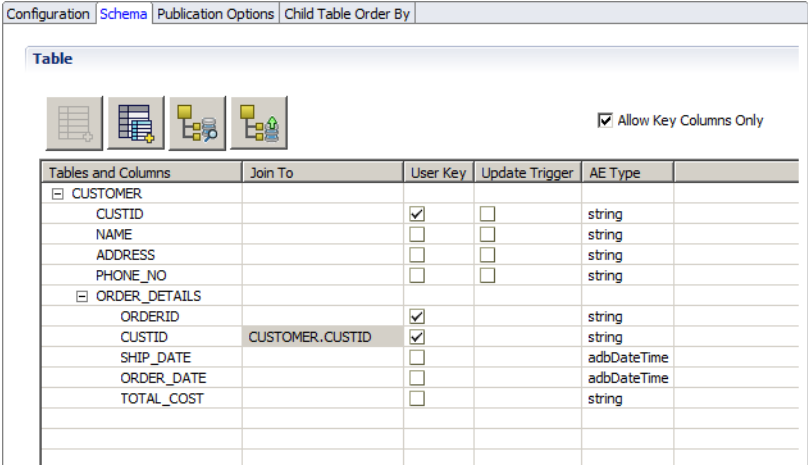 Configuration Schema Publication Options Child Table Order By
Table
Allow Key Columns Only
Tables and Columns Join To User Key Update Trigger AE Type
CUSTOMER
CUSTID string
NAME string
ADDRESS string
PHONE_NO string
ORDER_DETAILS
ORDERID string
CUSTID CUSTOMER.CUSTID string
SHIP_DATE adbDateTime
ORDER_DATE adbDateTime
TOTAL_COST string